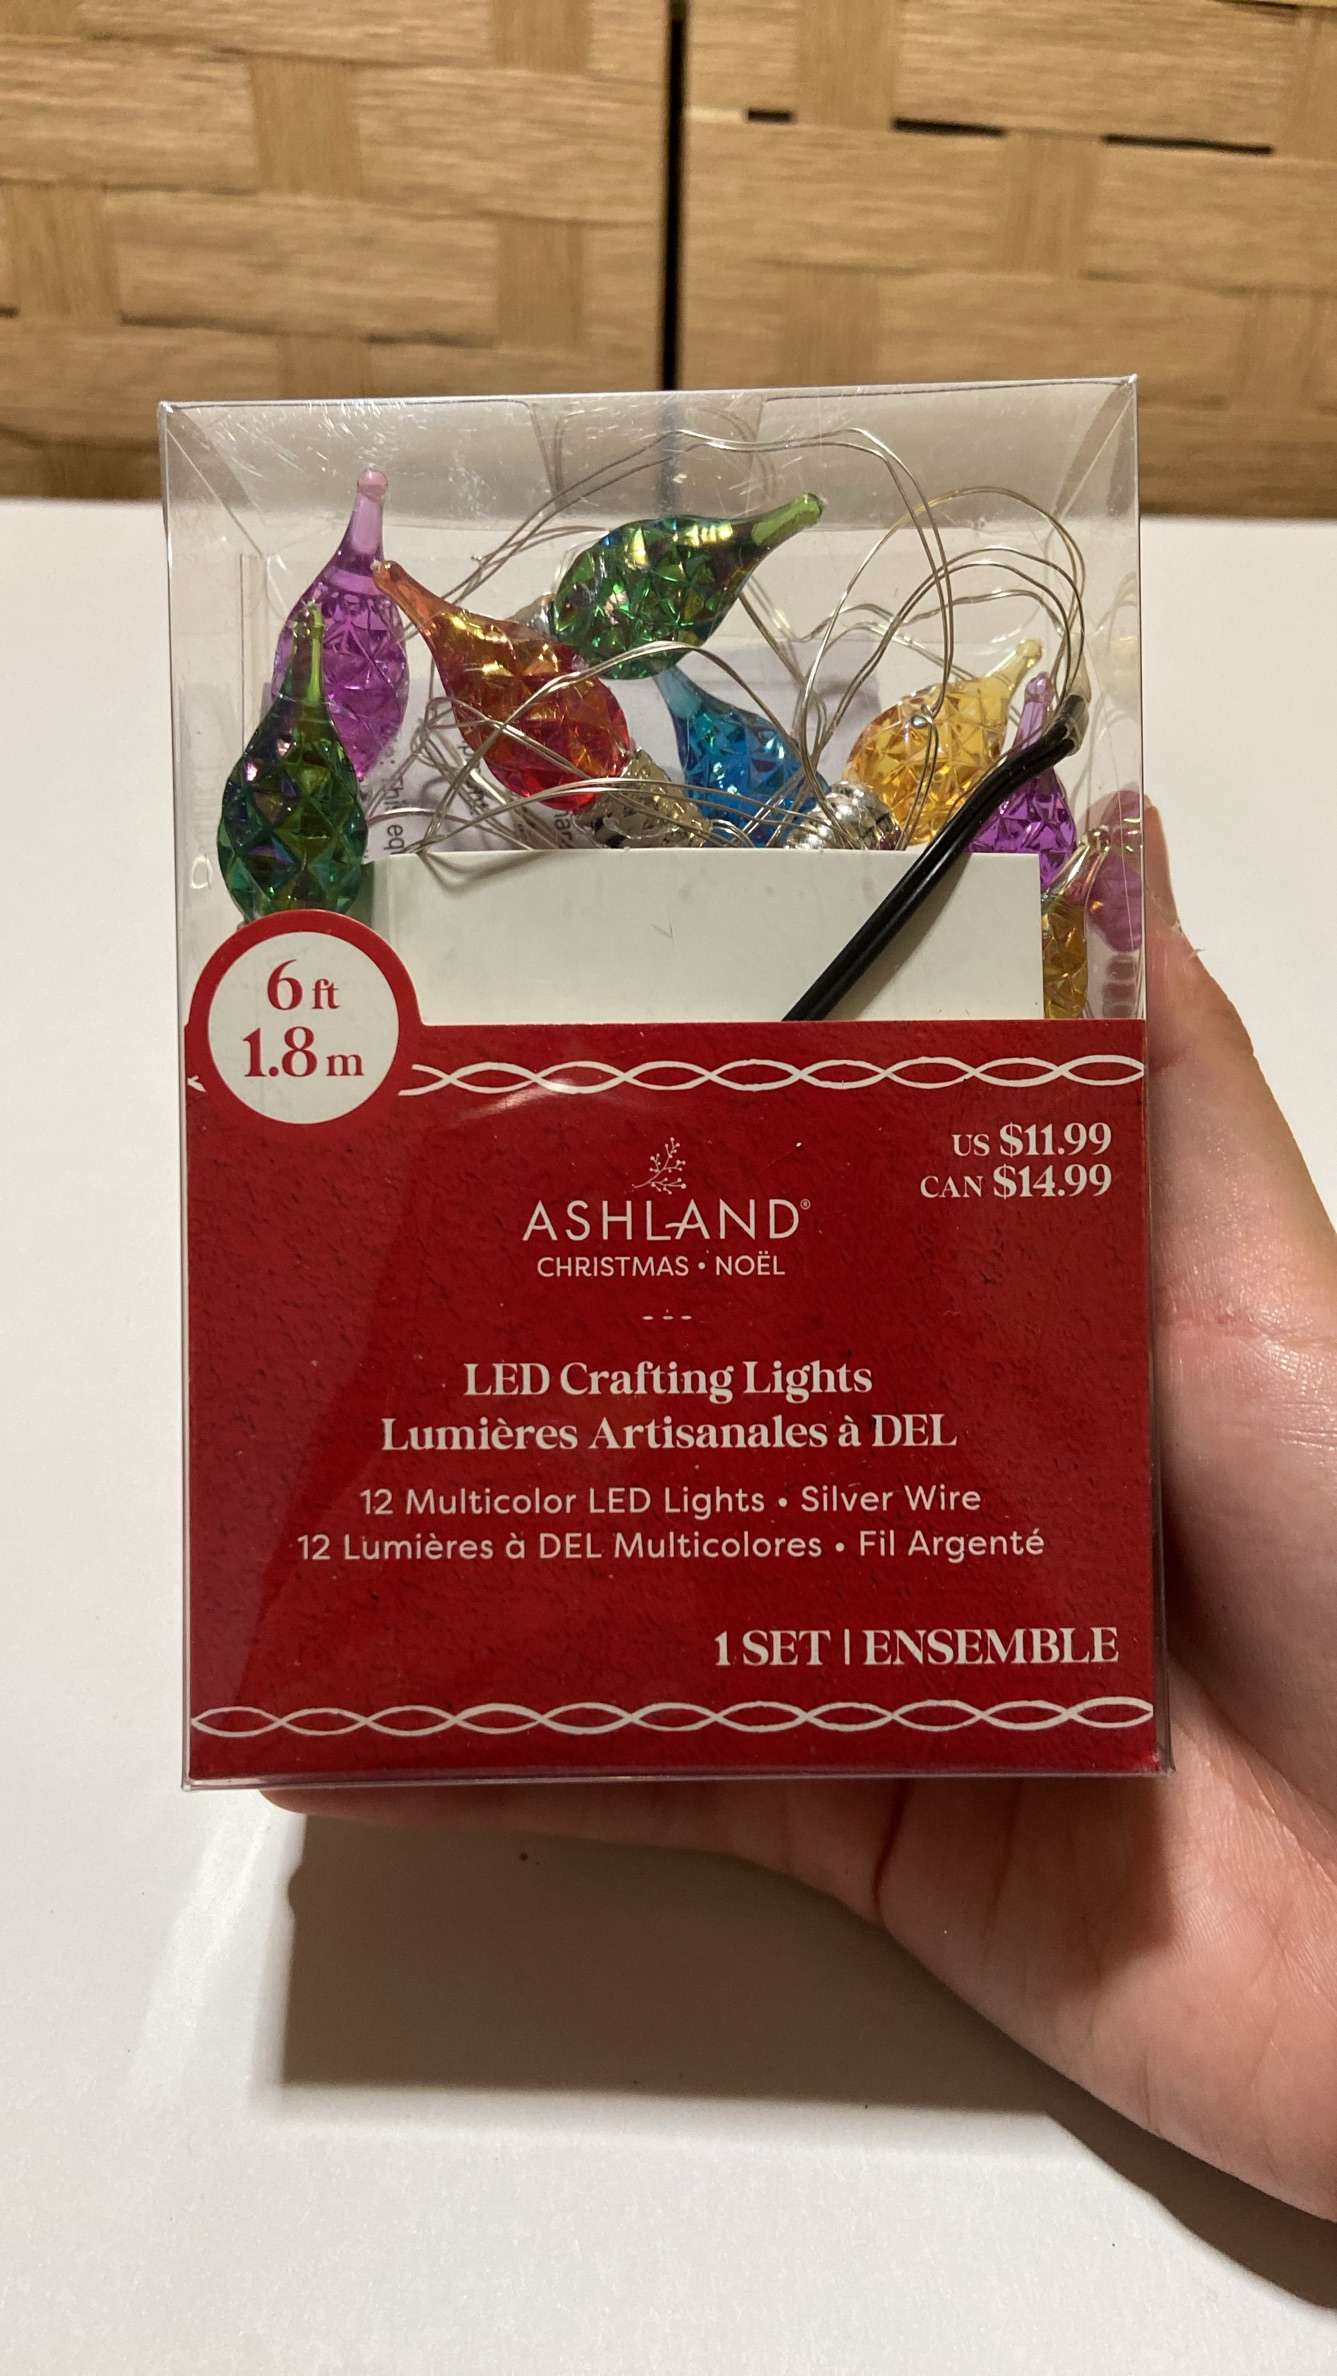 6 ft
1.8 m
US $11.99
CAN $14.99
ASHLAND®
CHRISTMAS • NOËL
LED Crafting Lights
Lumières Artisanales à DEL
12 Multicolor LED Lights • Silver Wire
12 Lumières à DEL Multicolores • Fil Argenté
1 SET | ENSEMBLE